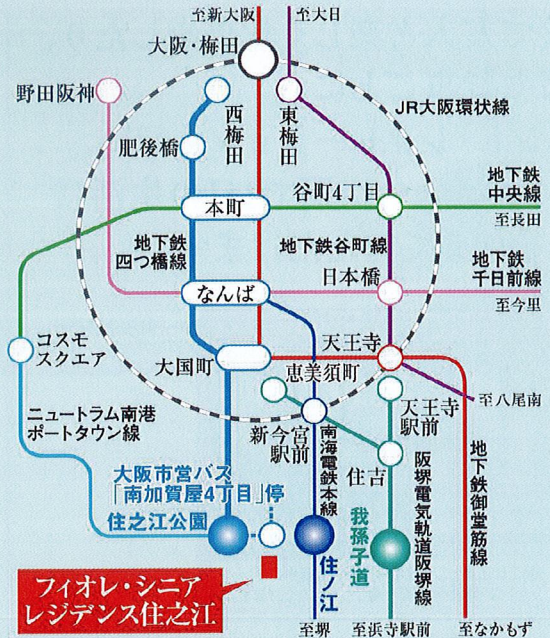 至新大阪
至大日
大阪・梅田
野田阪神
西梅田
東梅田
JR大阪環状線
肥後橋
谷町4丁目
地下鉄
中央線
本町
至長田
地下鉄
四つ橋線
地下鉄谷町線
地下鉄
千日前線
日本橋
なんば
至今里
コスモ
スクエア
天王寺
大国町
恵美須町
至八尾南
ニュートラム南港
ポートタウン線
新今宮
駅前
天王寺
駅前
南海電鉄本線
住吉
地下鉄御堂筋線
大阪市営バス
「南加賀屋4丁目」停
阪堺電気軌道阪堺線
住之江公園
住ノ江
我孫子道
フィオレ・シニア
レジデンス住之江
至堺
至浜寺駅前
至なかもず